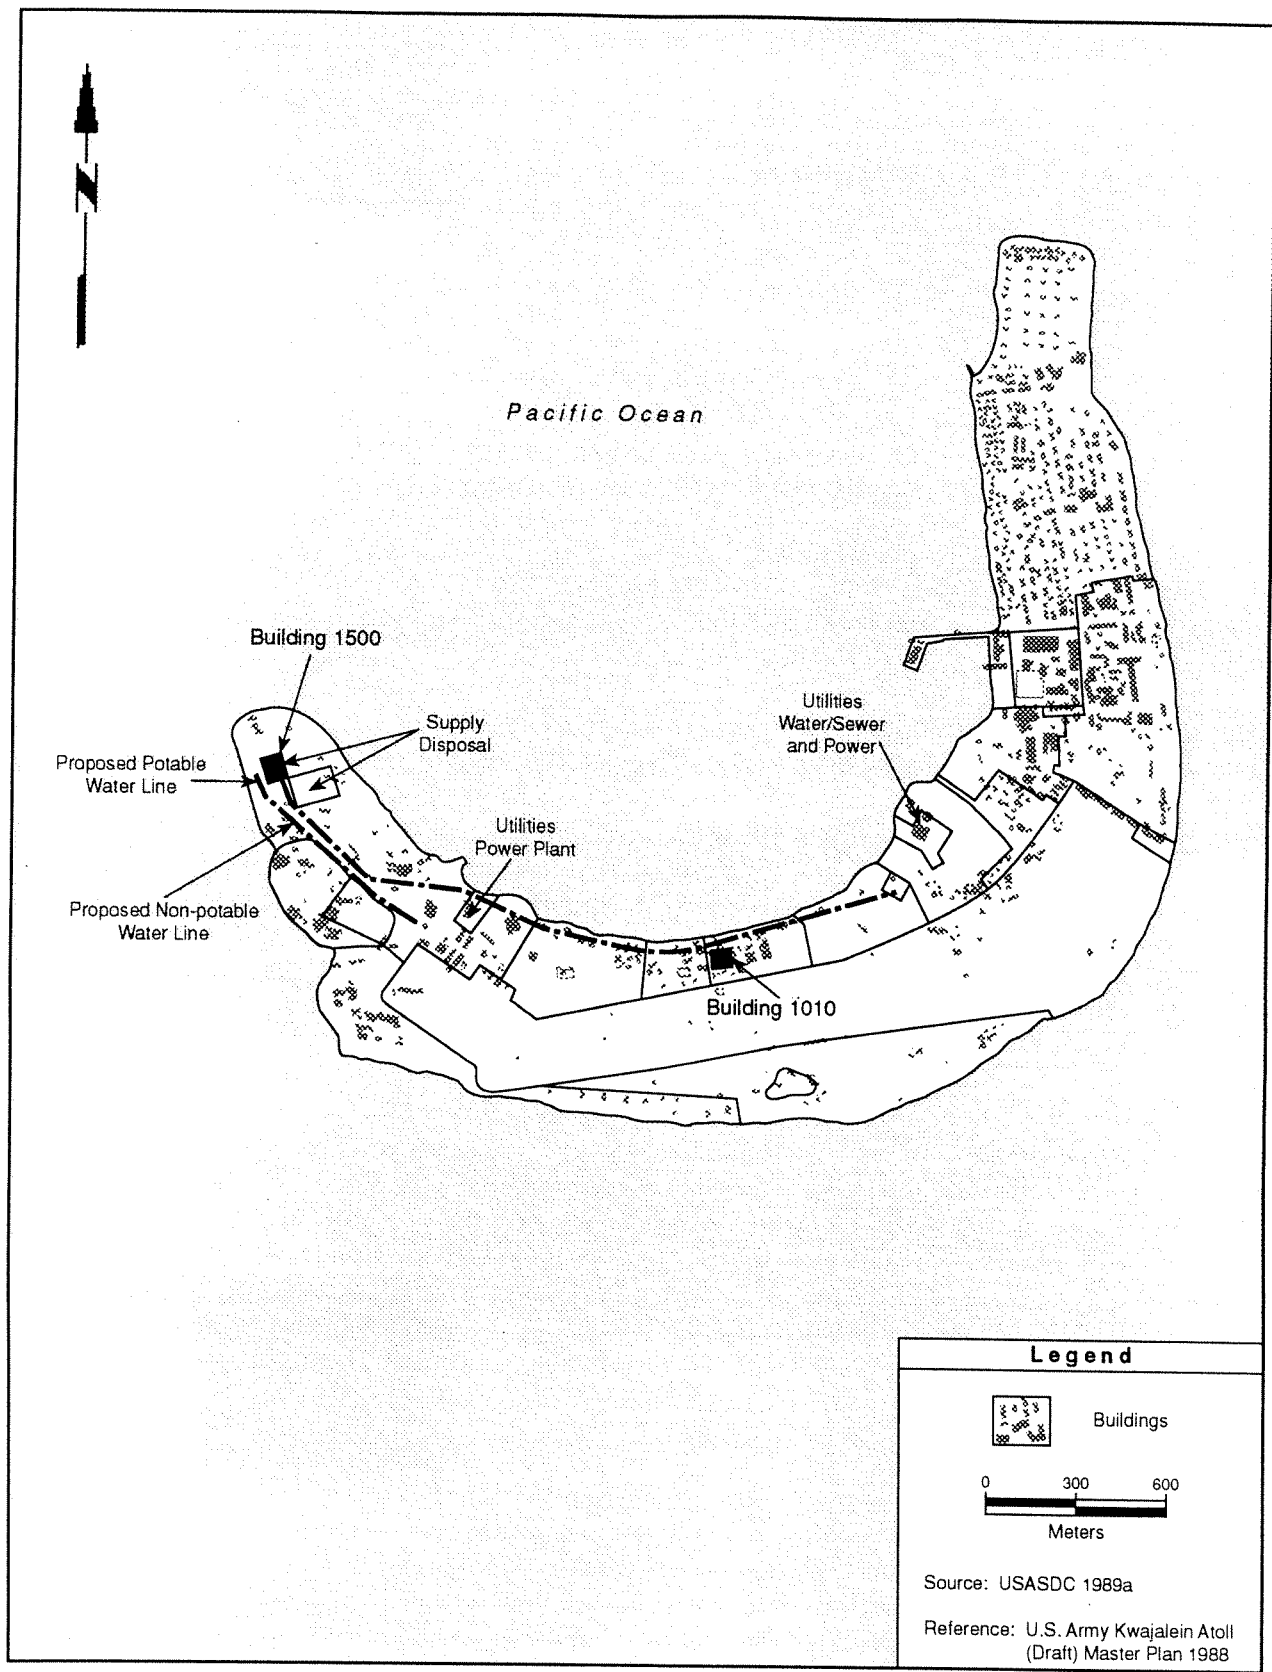 N
Pacific Ocean
Building 1500
Supply
Disposal
Utilities
Water/Sewer
and Power
Proposed Potable
Water Line
Utilities
Power Plant
Proposed Non-potable
Water Line
Building 1010
Legend
Buildings
0 300 600
Meters
Source: USASDC 1989a
Reference: U.S. Army Kwajalein Atoll
(Draft) Master Plan 1988